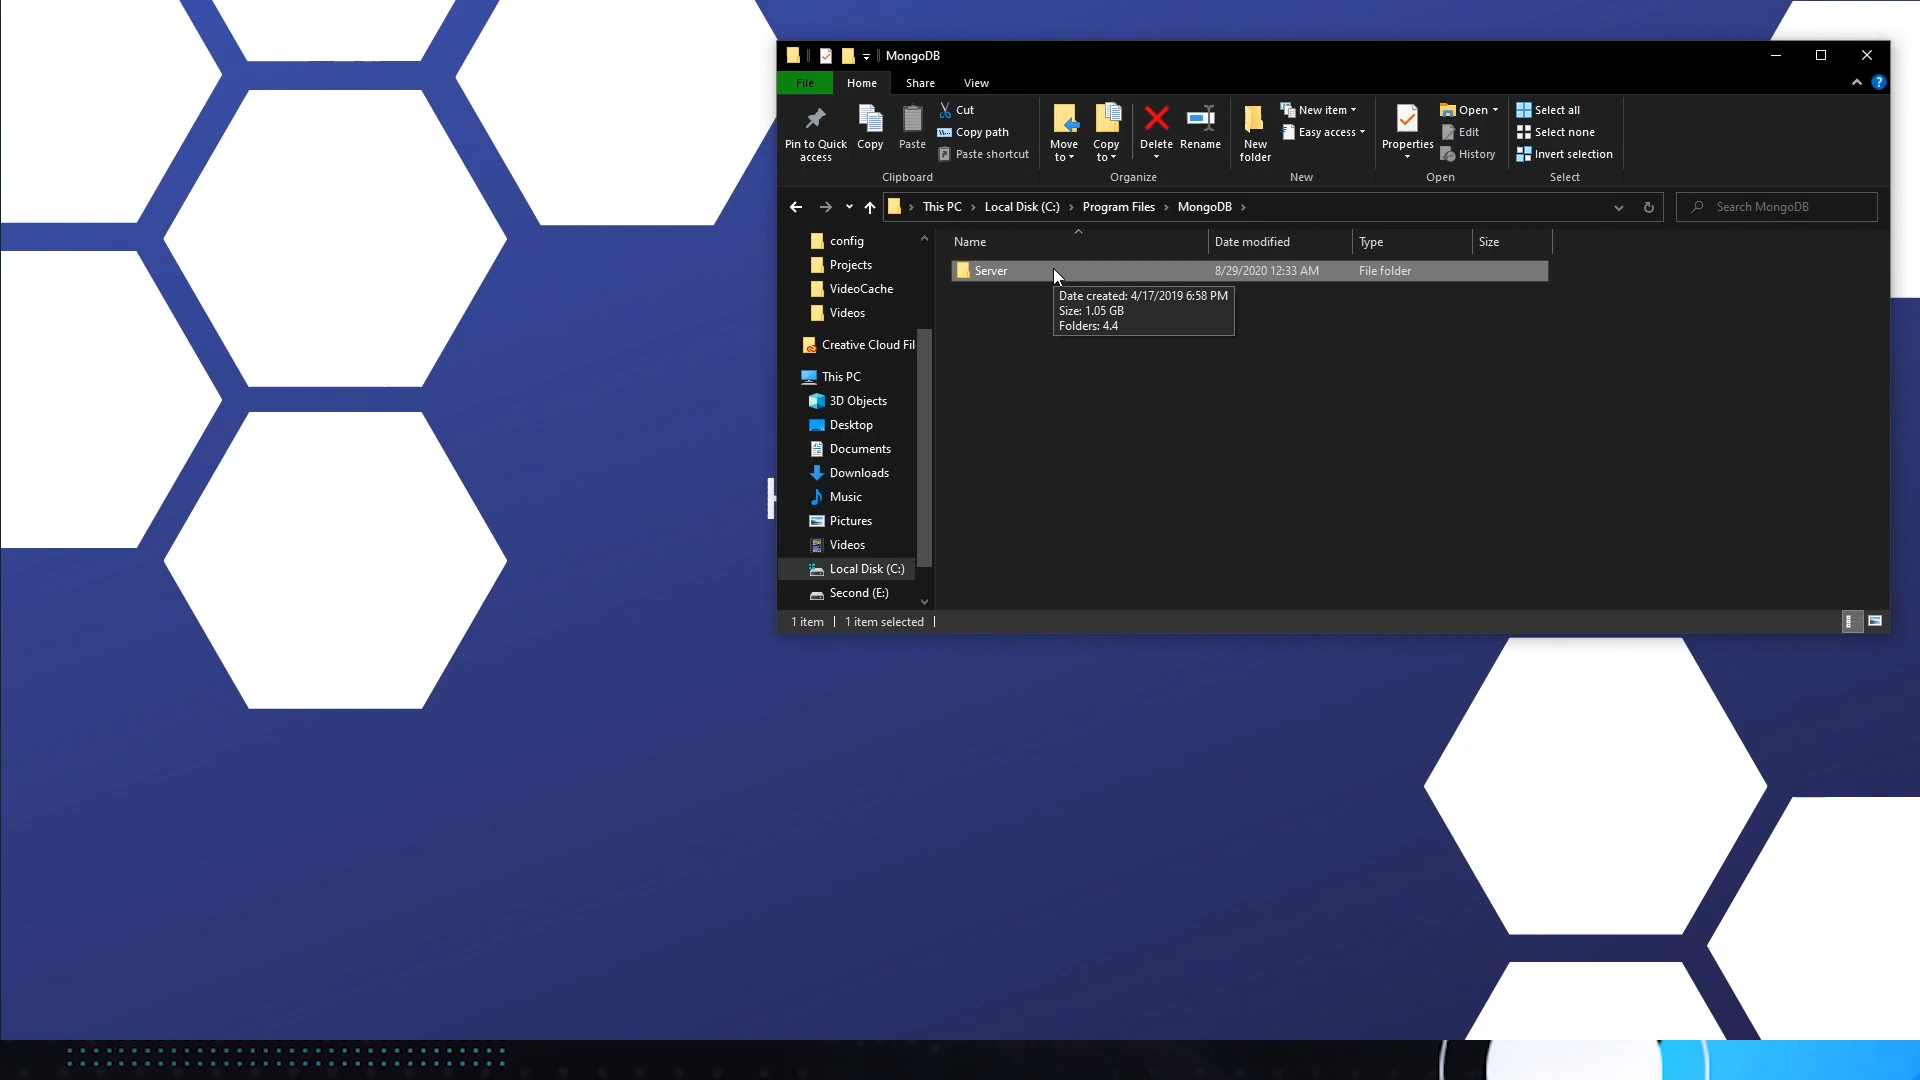 MongoDB
File Home Share View
Pin to Quick access
Copy
Paste
Cut
Copy path
Paste shortcut
Clipboard
Move to
Copy to
Delete
Rename
Organize
New folder
New item
Easy access
New
Properties
Open
Edit
History
Open
Select all
Select none
Invert selection
Select
This PC > Local Disk (C:) > Program Files > MongoDB >
Search MongoDB
config
Projects
VideoCache
Videos
Creative Cloud Fil
This PC
3D Objects
Desktop
Documents
Downloads
Music
Pictures
Videos
Local Disk (C:)
Second (E:)
Name Date modified Type Size
Server 8/29/2020 12:33 AM File folder
Date created: 4/17/2019 6:58 PM
Size: 1.05 GB
Folders: 4.4
1 item | 1 item selected |